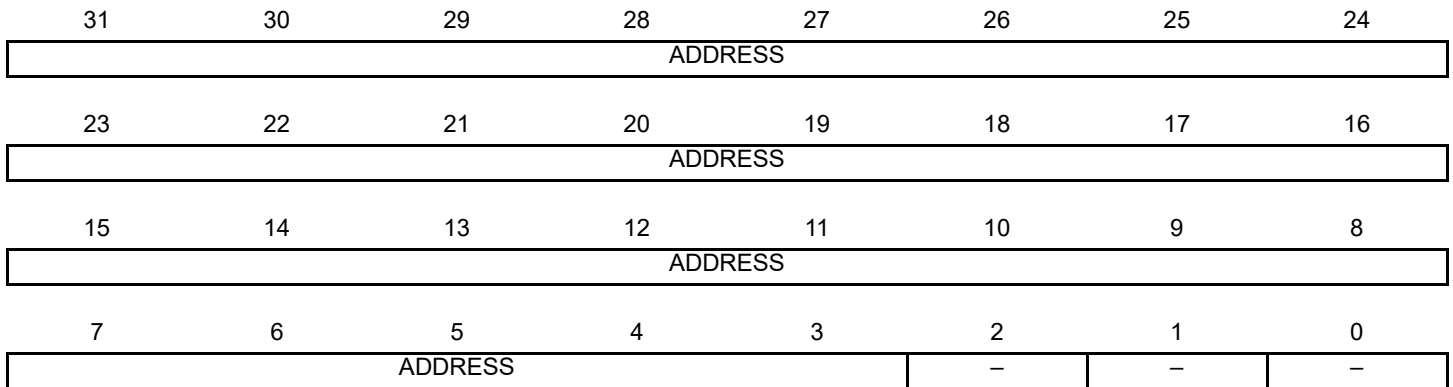 31 30 29 28 27 26 25 24
ADDRESS
23 22 21 20 19 18 17 16
ADDRESS
15 14 13 12 11 10 9 8
ADDRESS
7 6 5 4 3 2 1 0
ADDRESS – – –